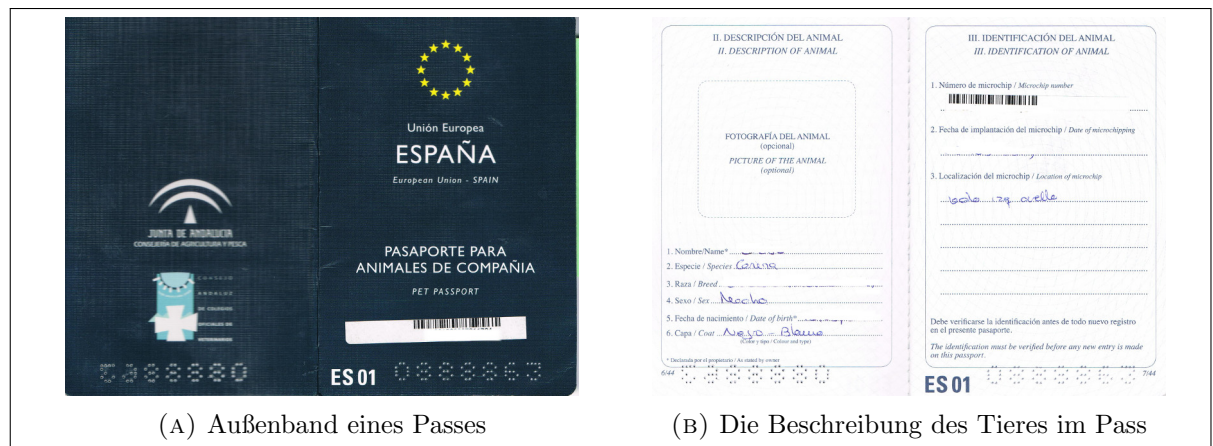 Unión Europea
ESPAÑA
European Union - SPAIN
JUNTA DE ANDALUCIA
CONSEJERÍA DE AGRICULTURA Y PESCA
PASAPORTE PARA
ANIMALES DE COMPAÑIA
PET PASSPORT
CONSEJO
ANDALUZ
DE COLEGIOS
OFICIALES DE
VETERINARIOS
ES 01
(A) Außenband eines Passes
II. DESCRIPCIÓN DEL ANIMAL
II. DESCRIPTION OF ANIMAL
FOTOGRAFÍA DEL ANIMAL
(opcional)
PICTURE OF THE ANIMAL
(optional)
1. Nombre/Name*
2. Especie / Species Canina
3. Raza / Breed
4. Sexo / Sex Macho
5. Fecha de nacimiento / Date of birth*
6. Capa / Coat Negro - Blanco
(Color y tipo / Colour and type)
* Declarada por el propietario / As stated by owner
6/44
III. IDENTIFICACIÓN DEL ANIMAL
III. IDENTIFICATION OF ANIMAL
1. Número de microchip / Microchip number
2. Fecha de implantación del microchip / Date of microchipping
3. Localización del microchip / Location of microchip
lado izq cuello
Debe verificarse la identificación antes de todo nuevo registro
en el presente pasaporte.
The identification must be verified before any new entry is made
on this passport.
ES 01
7/44
(B) Die Beschreibung des Tieres im Pass